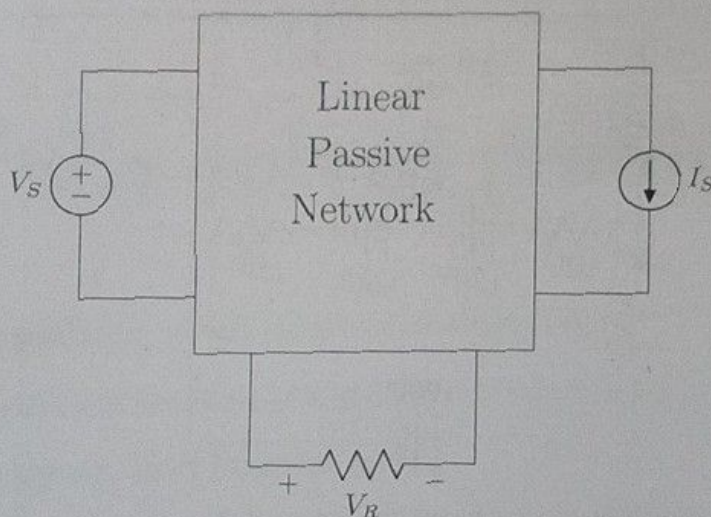 Linear
Passive
Network
V_S
+
−
I_S
+
−
V_R